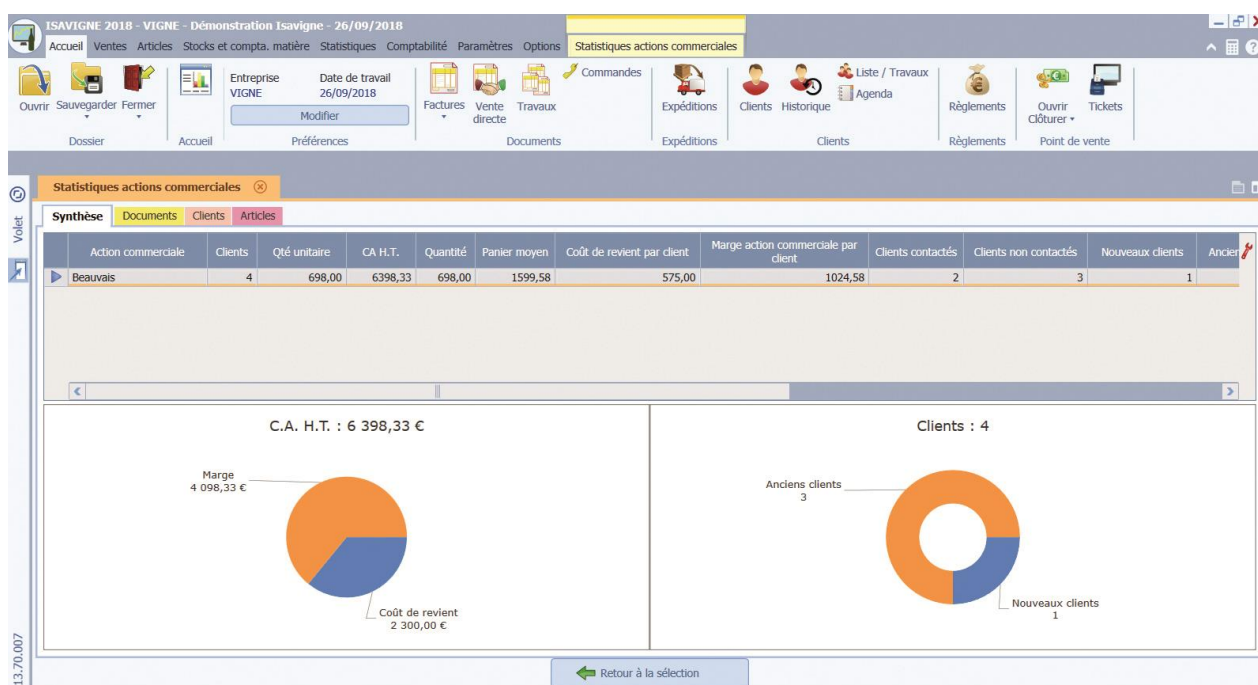 ISAVIGNE 2018 - VIGNE - Démonstration Isavigne - 26/09/2018
Accueil Ventes Articles Stocks et compta. matière Statistiques Comptabilité Paramètres Options Statistiques actions commerciales
Ouvrir Sauvegarder Fermer
Dossier
Accueil
Entreprise Date de travail
VIGNE 26/09/2018
Modifier
Préférences
Factures Vente directe Travaux Commandes
Documents
Expéditions
Expéditions
Clients Historique Liste / Travaux
Agenda
Clients
Règlements
Règlements
Ouvrir Clôturer Tickets
Point de vente
Volet
Statistiques actions commerciales
Synthèse Documents Clients Articles
Action commerciale Clients Qté unitaire CA H.T. Quantité Panier moyen Coût de revient par client Marge action commerciale par client Clients contactés Clients non contactés Nouveaux clients Ancien
Beauvais 4 698,00 6398,33 698,00 1599,58 575,00 1024,58 2 3 1
C.A. H.T. : 6 398,33 €
Marge
4 098,33 €
Coût de revient
2 300,00 €
Clients : 4
Anciens clients
3
Nouveaux clients
1
Retour à la sélection
13.70.007